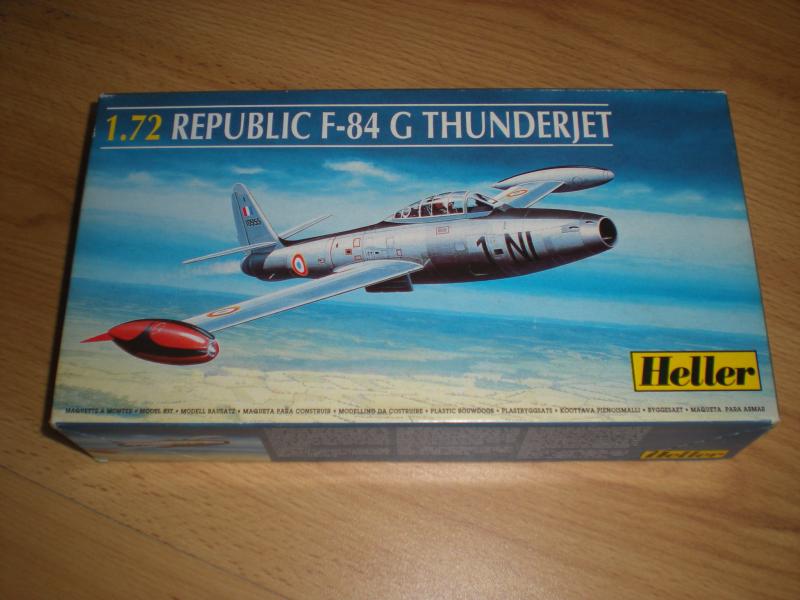 1.72 REPUBLIC F-84 G THUNDERJET
1-NI
Heller
MAQUETTE A MONTER • MODEL KIT • MODELL BAUSATZ • MAQUETA PARA CONSTRUIR • MODELLINO DA COSTRUIRE • PLASTIC BOUWDOOS • PLASTBYGGSATS • KOOTTAVA PIENOISMALLI • BYGGESAET • MAQUETA PARA ARMAR
Heller